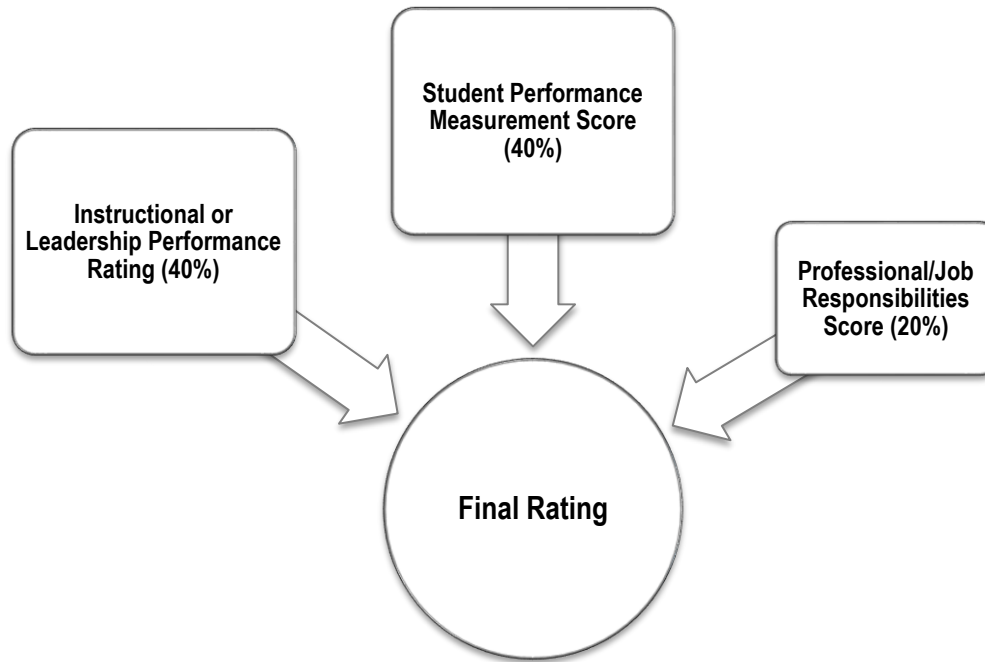 Student Performance
Measurement Score
(40%)
Instructional or
Leadership Performance
Rating (40%)
Professional/Job
Responsibilities
Score (20%)
Final Rating